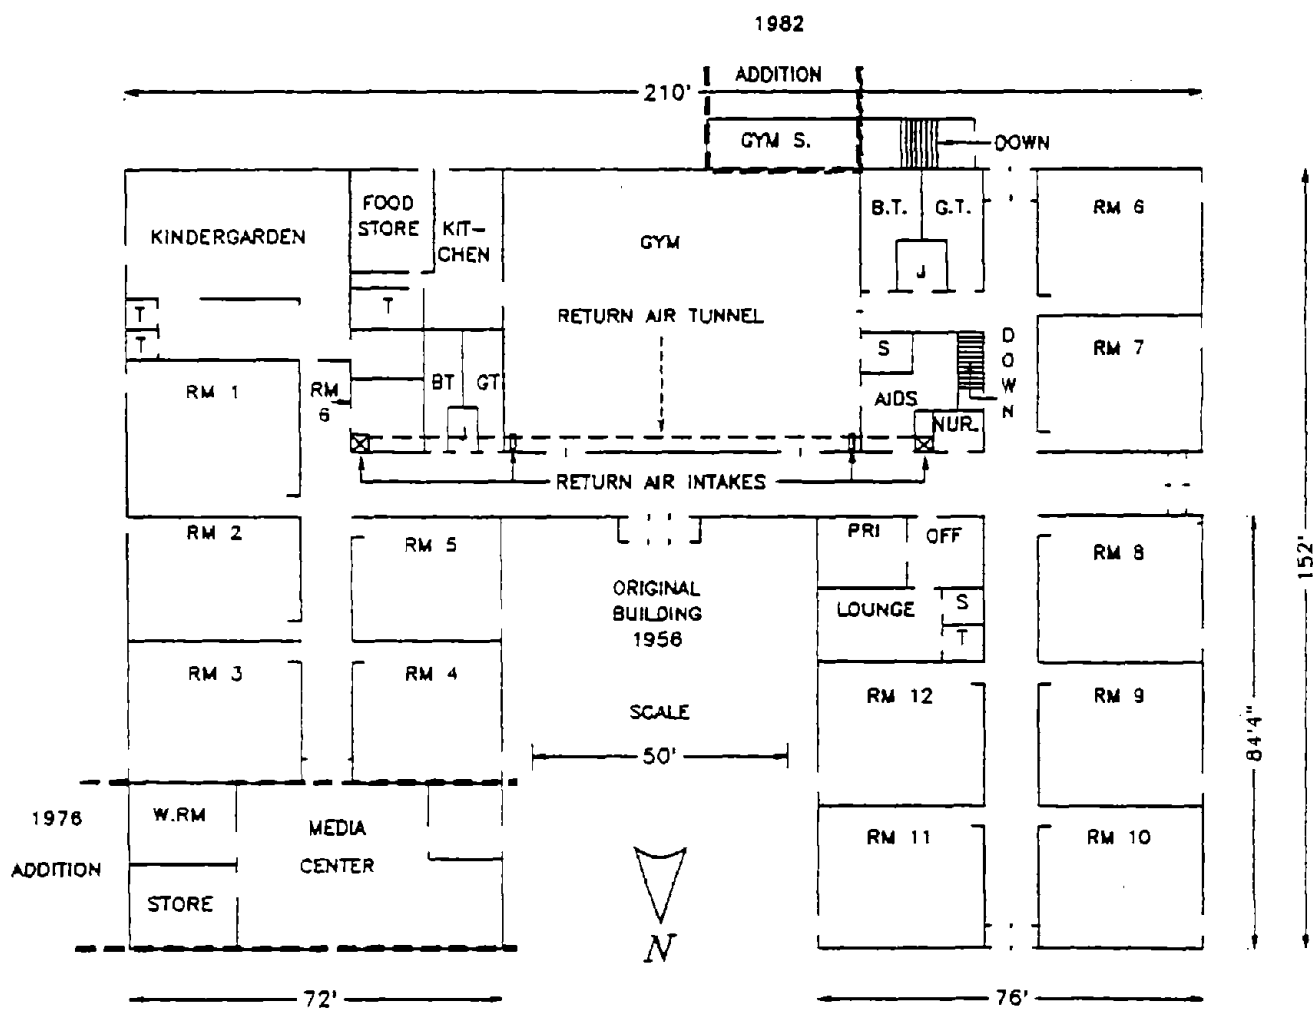 1982
ADDITION
210'
GYM S.
DOWN
FOOD
STORE
KIT-
CHEN
KINDERGARDEN
GYM
B.T.
G.T.
RM 6
J
T
T
T
RETURN AIR TUNNEL
S
DOWN
RM 7
RM 1
RM
6
BT
GT
AIDS
NUR.
J
RETURN AIR INTAKES
RM 2
RM 5
PRI
OFF
RM 8
ORIGINAL
BUILDING
1956
LOUNGE
S
T
152'
RM 3
RM 4
RM 12
RM 9
SCALE
50'
84'4"
1976
ADDITION
W.RM
MEDIA
CENTER
STORE
RM 11
RM 10
N
72'
76'